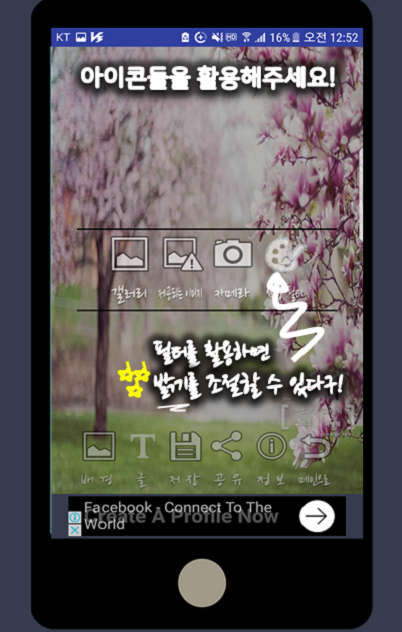 KT 16% 오전 12:52
아이콘들을 활용해주세요!
갤러리 제공되는 이미지 카메라 필터
필터를 활용하면
밝기를 조절할 수 있다구!
배경 글 저장 공유 정보 메인으로
Facebook - Connect To The
World
Create A Profile Now